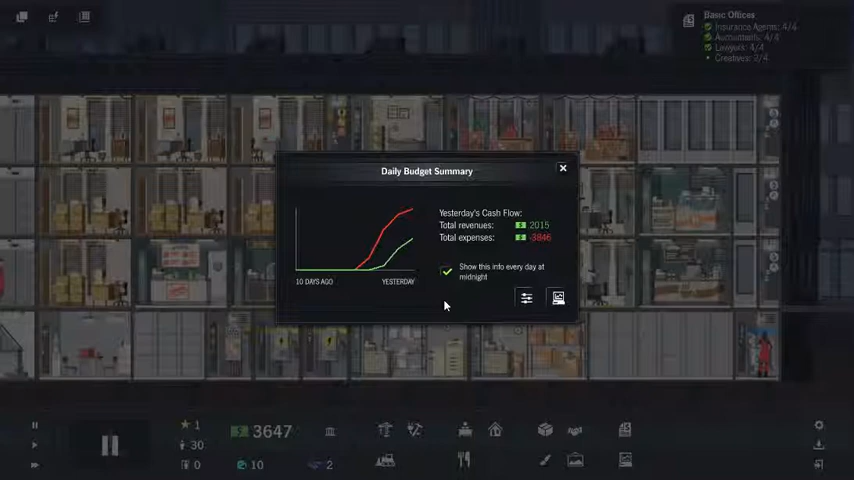 Basic Offices
Insurance Agents: 4/4
Accountants: 4/4
Lawyers: 4/4
Creatives: 2/4
Daily Budget Summary
Yesterday's Cash Flow:
Total revenues: 2015
Total expenses: -3846
Show this info every day at
midnight
10 DAYS AGO YESTERDAY
1
3647
30
0 10 2